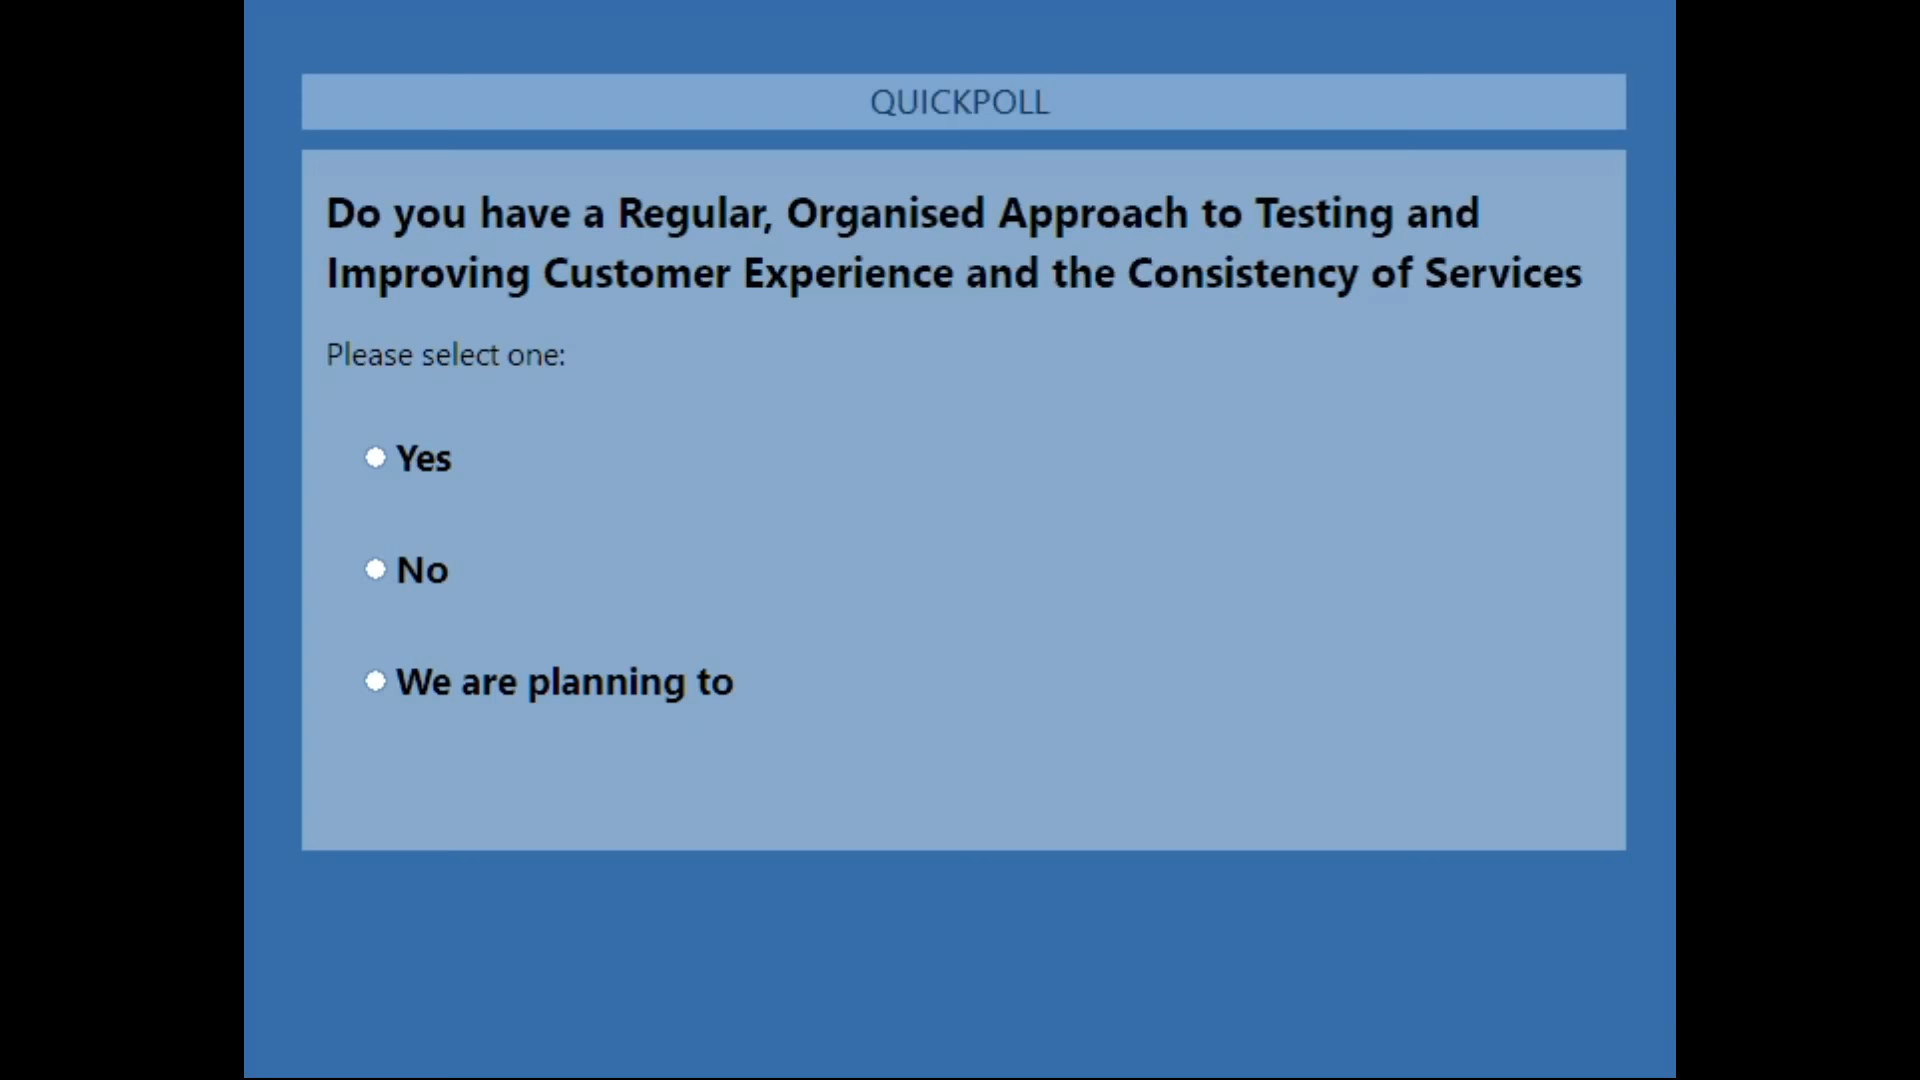 QUICKPOLL
Do you have a Regular, Organised Approach to Testing and
Improving Customer Experience and the Consistency of Services
Please select one:
Yes
No
We are planning to